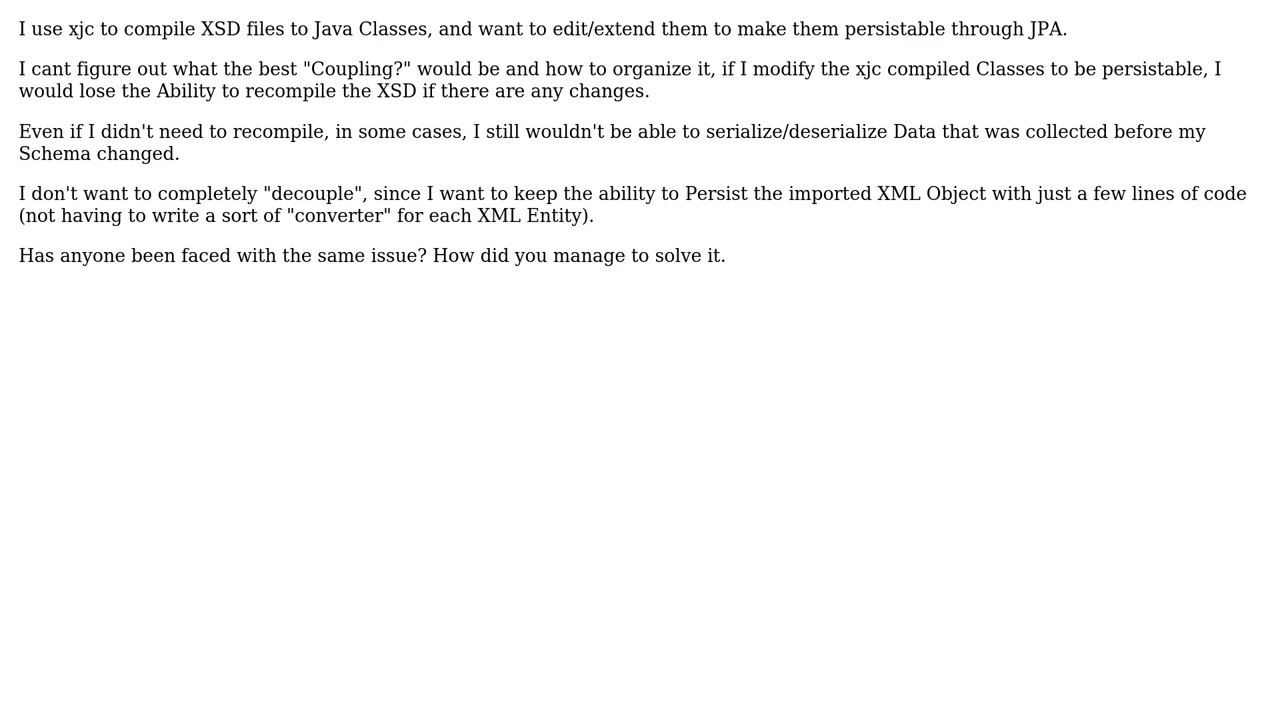 I use xjc to compile XSD files to Java Classes, and want to edit/extend them to make them persistable through JPA.
I cant figure out what the best "Coupling?" would be and how to organize it, if I modify the xjc compiled Classes to be persistable, I
would lose the Ability to recompile the XSD if there are any changes.
Even if I didn't need to recompile, in some cases, I still wouldn't be able to serialize/deserialize Data that was collected before my
Schema changed.
I don't want to completely "decouple", since I want to keep the ability to Persist the imported XML Object with just a few lines of code
(not having to write a sort of "converter" for each XML Entity).
Has anyone been faced with the same issue? How did you manage to solve it.